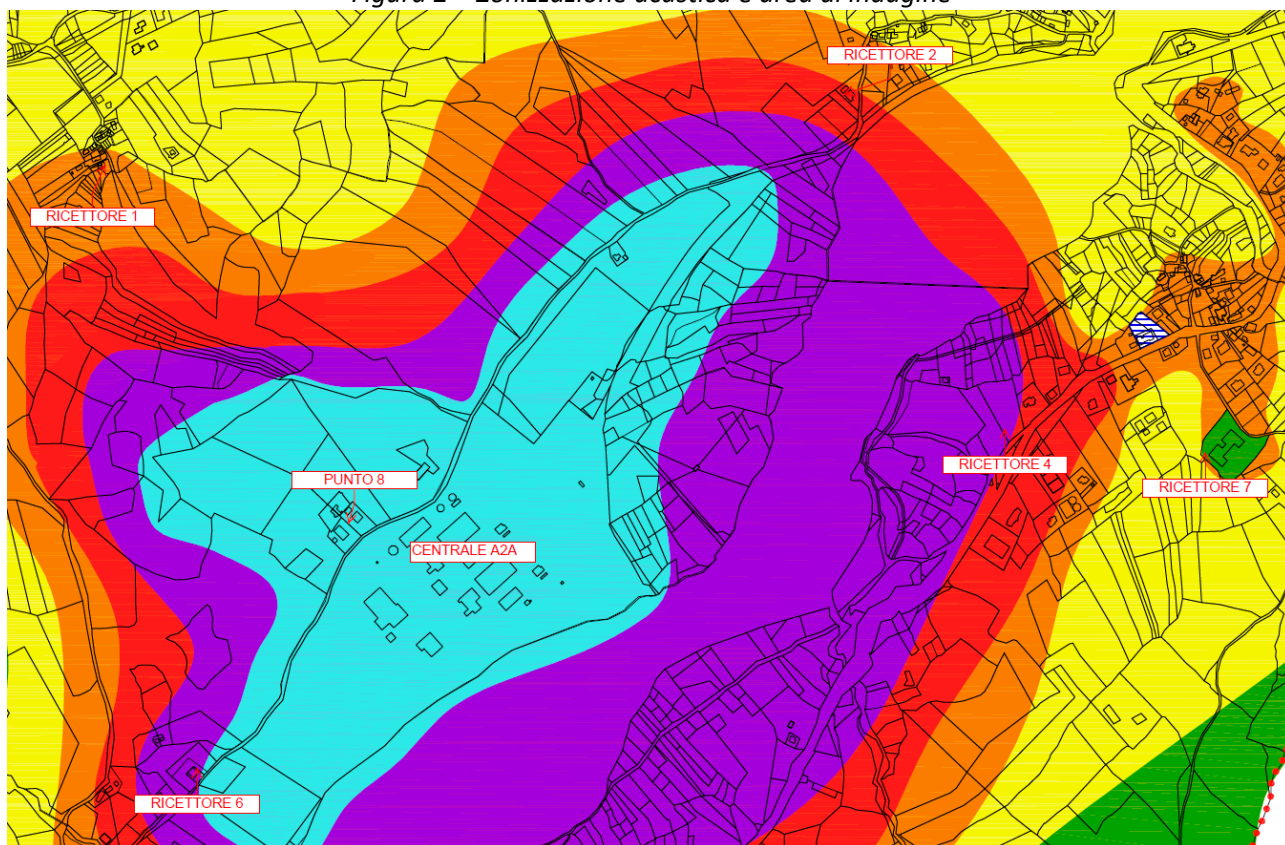 Figura 2 – Zonizzazione acustica e area di indagine
RICETTORE 2
RICETTORE 1
RICETTORE 4
PUNTO 8
RICETTORE 7
CENTRALE A2A
RICETTORE 6